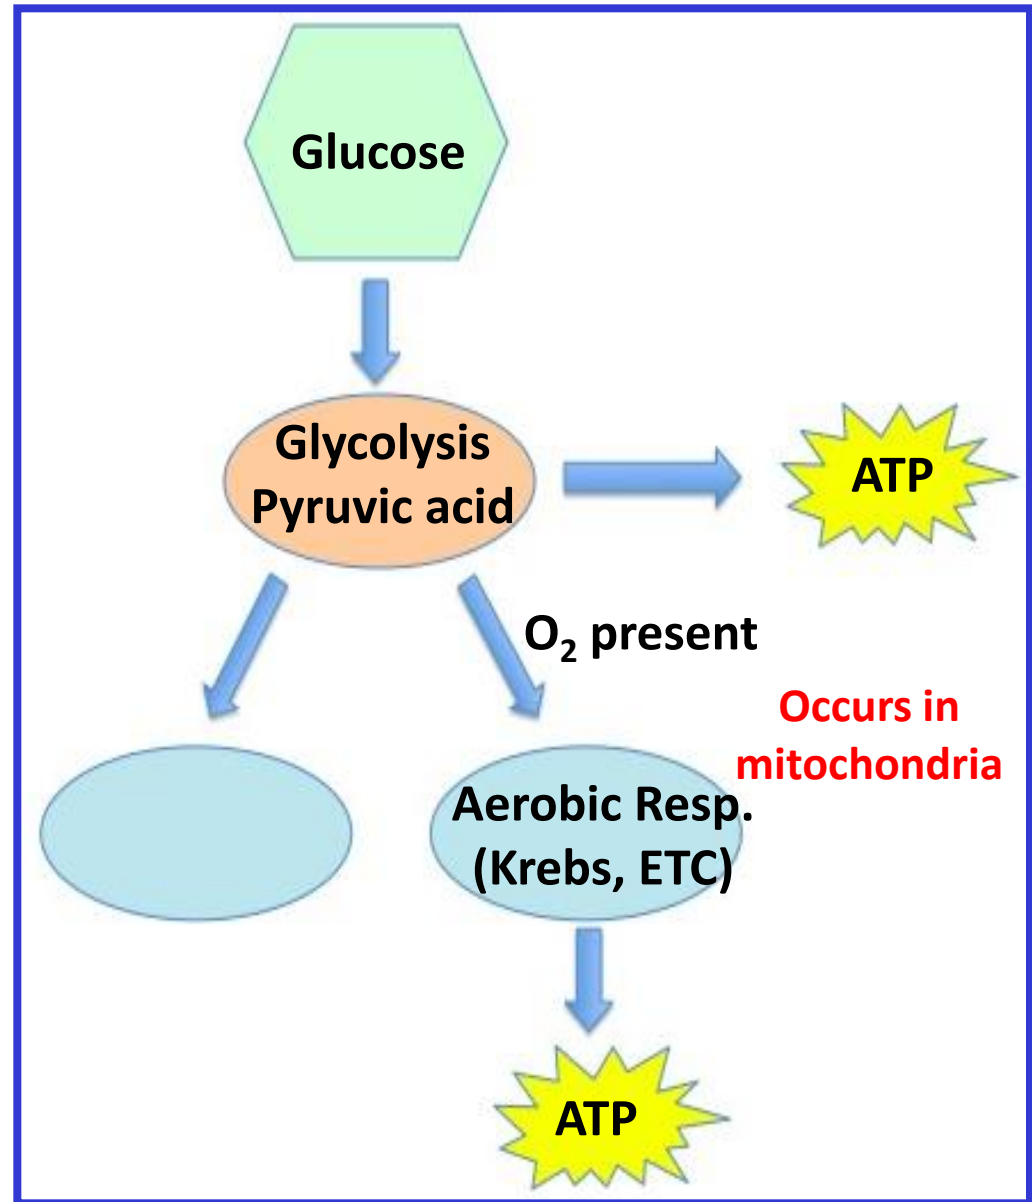 Glucose
Glycolysis
Pyruvic acid
ATP
O₂ present
Occurs in
mitochondria
Aerobic Resp.
(Krebs, ETC)
ATP